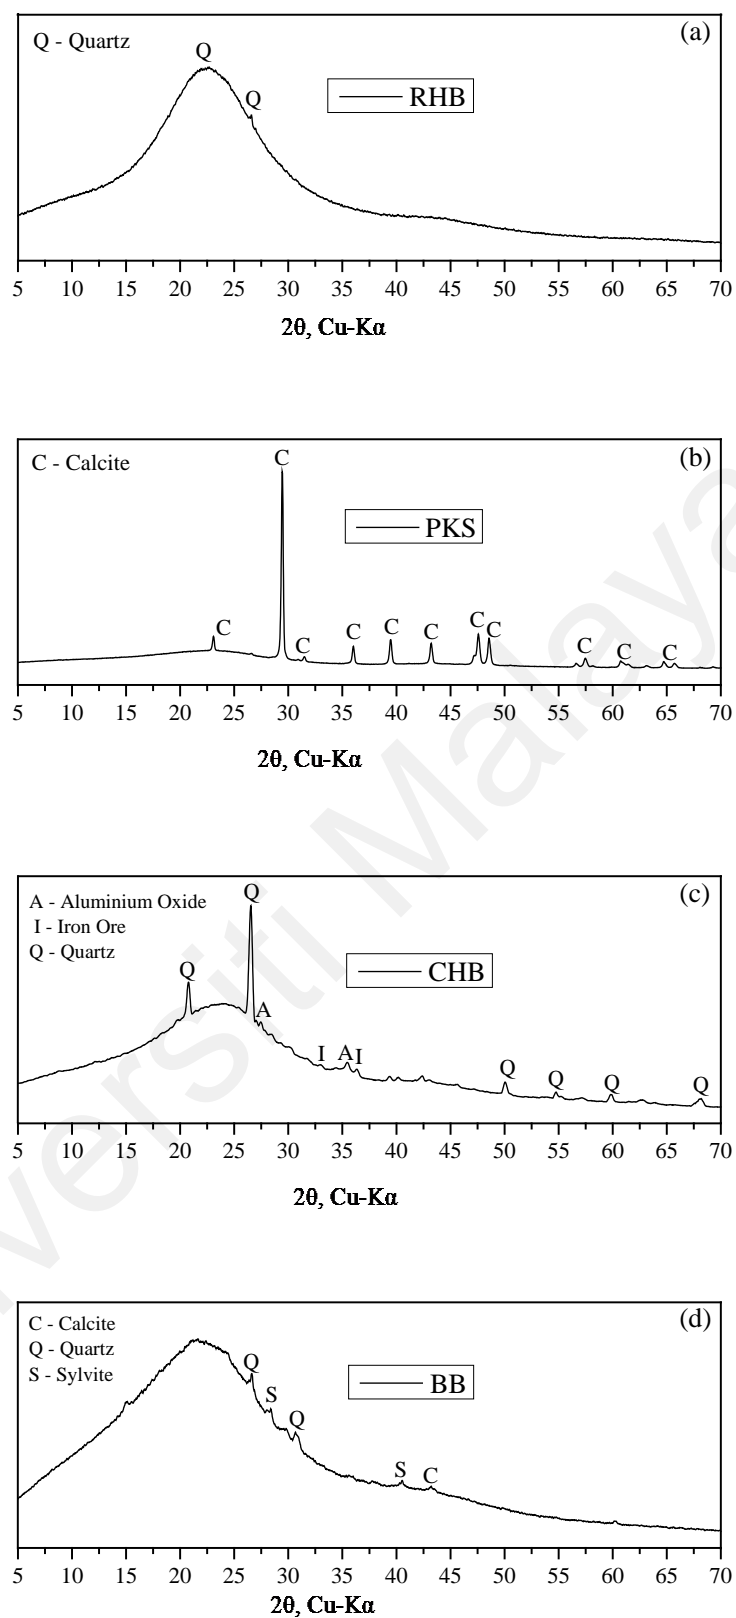 (a)
Q - Quartz
Q
Q
RHB
5 10 15 20 25 30 35 40 45 50 55 60 65 70
2θ, Cu-Kα
(b)
C - Calcite
C
PKS
C C C C C C C C C C
5 10 15 20 25 30 35 40 45 50 55 60 65 70
2θ, Cu-Kα
(c)
A - Aluminium Oxide
I - Iron Ore
Q - Quartz
Q
Q
CHB
A
I A I
Q Q Q Q
5 10 15 20 25 30 35 40 45 50 55 60 65 70
2θ, Cu-Kα
(d)
C - Calcite
Q - Quartz
S - Sylvite
Q
BB
S
Q
S C
5 10 15 20 25 30 35 40 45 50 55 60 65 70
2θ, Cu-Kα
versiti Malaya